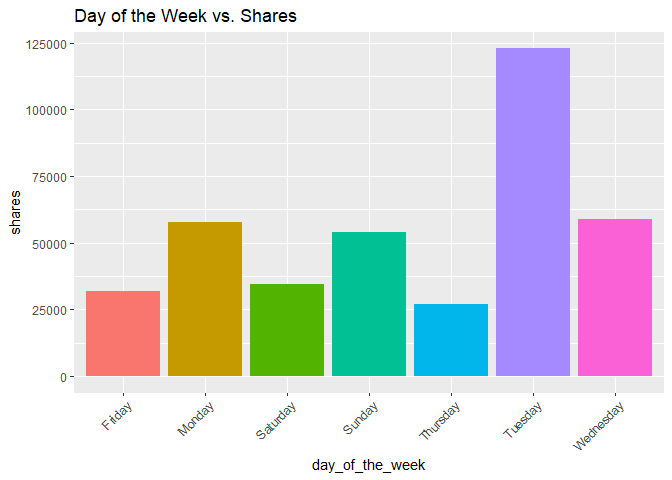 Day of the Week vs. Shares
125000
100000
75000
50000
25000
0
shares
Friday
Monday
Saturday
Sunday
Thursday
Tuesday
Wednesday
day_of_the_week